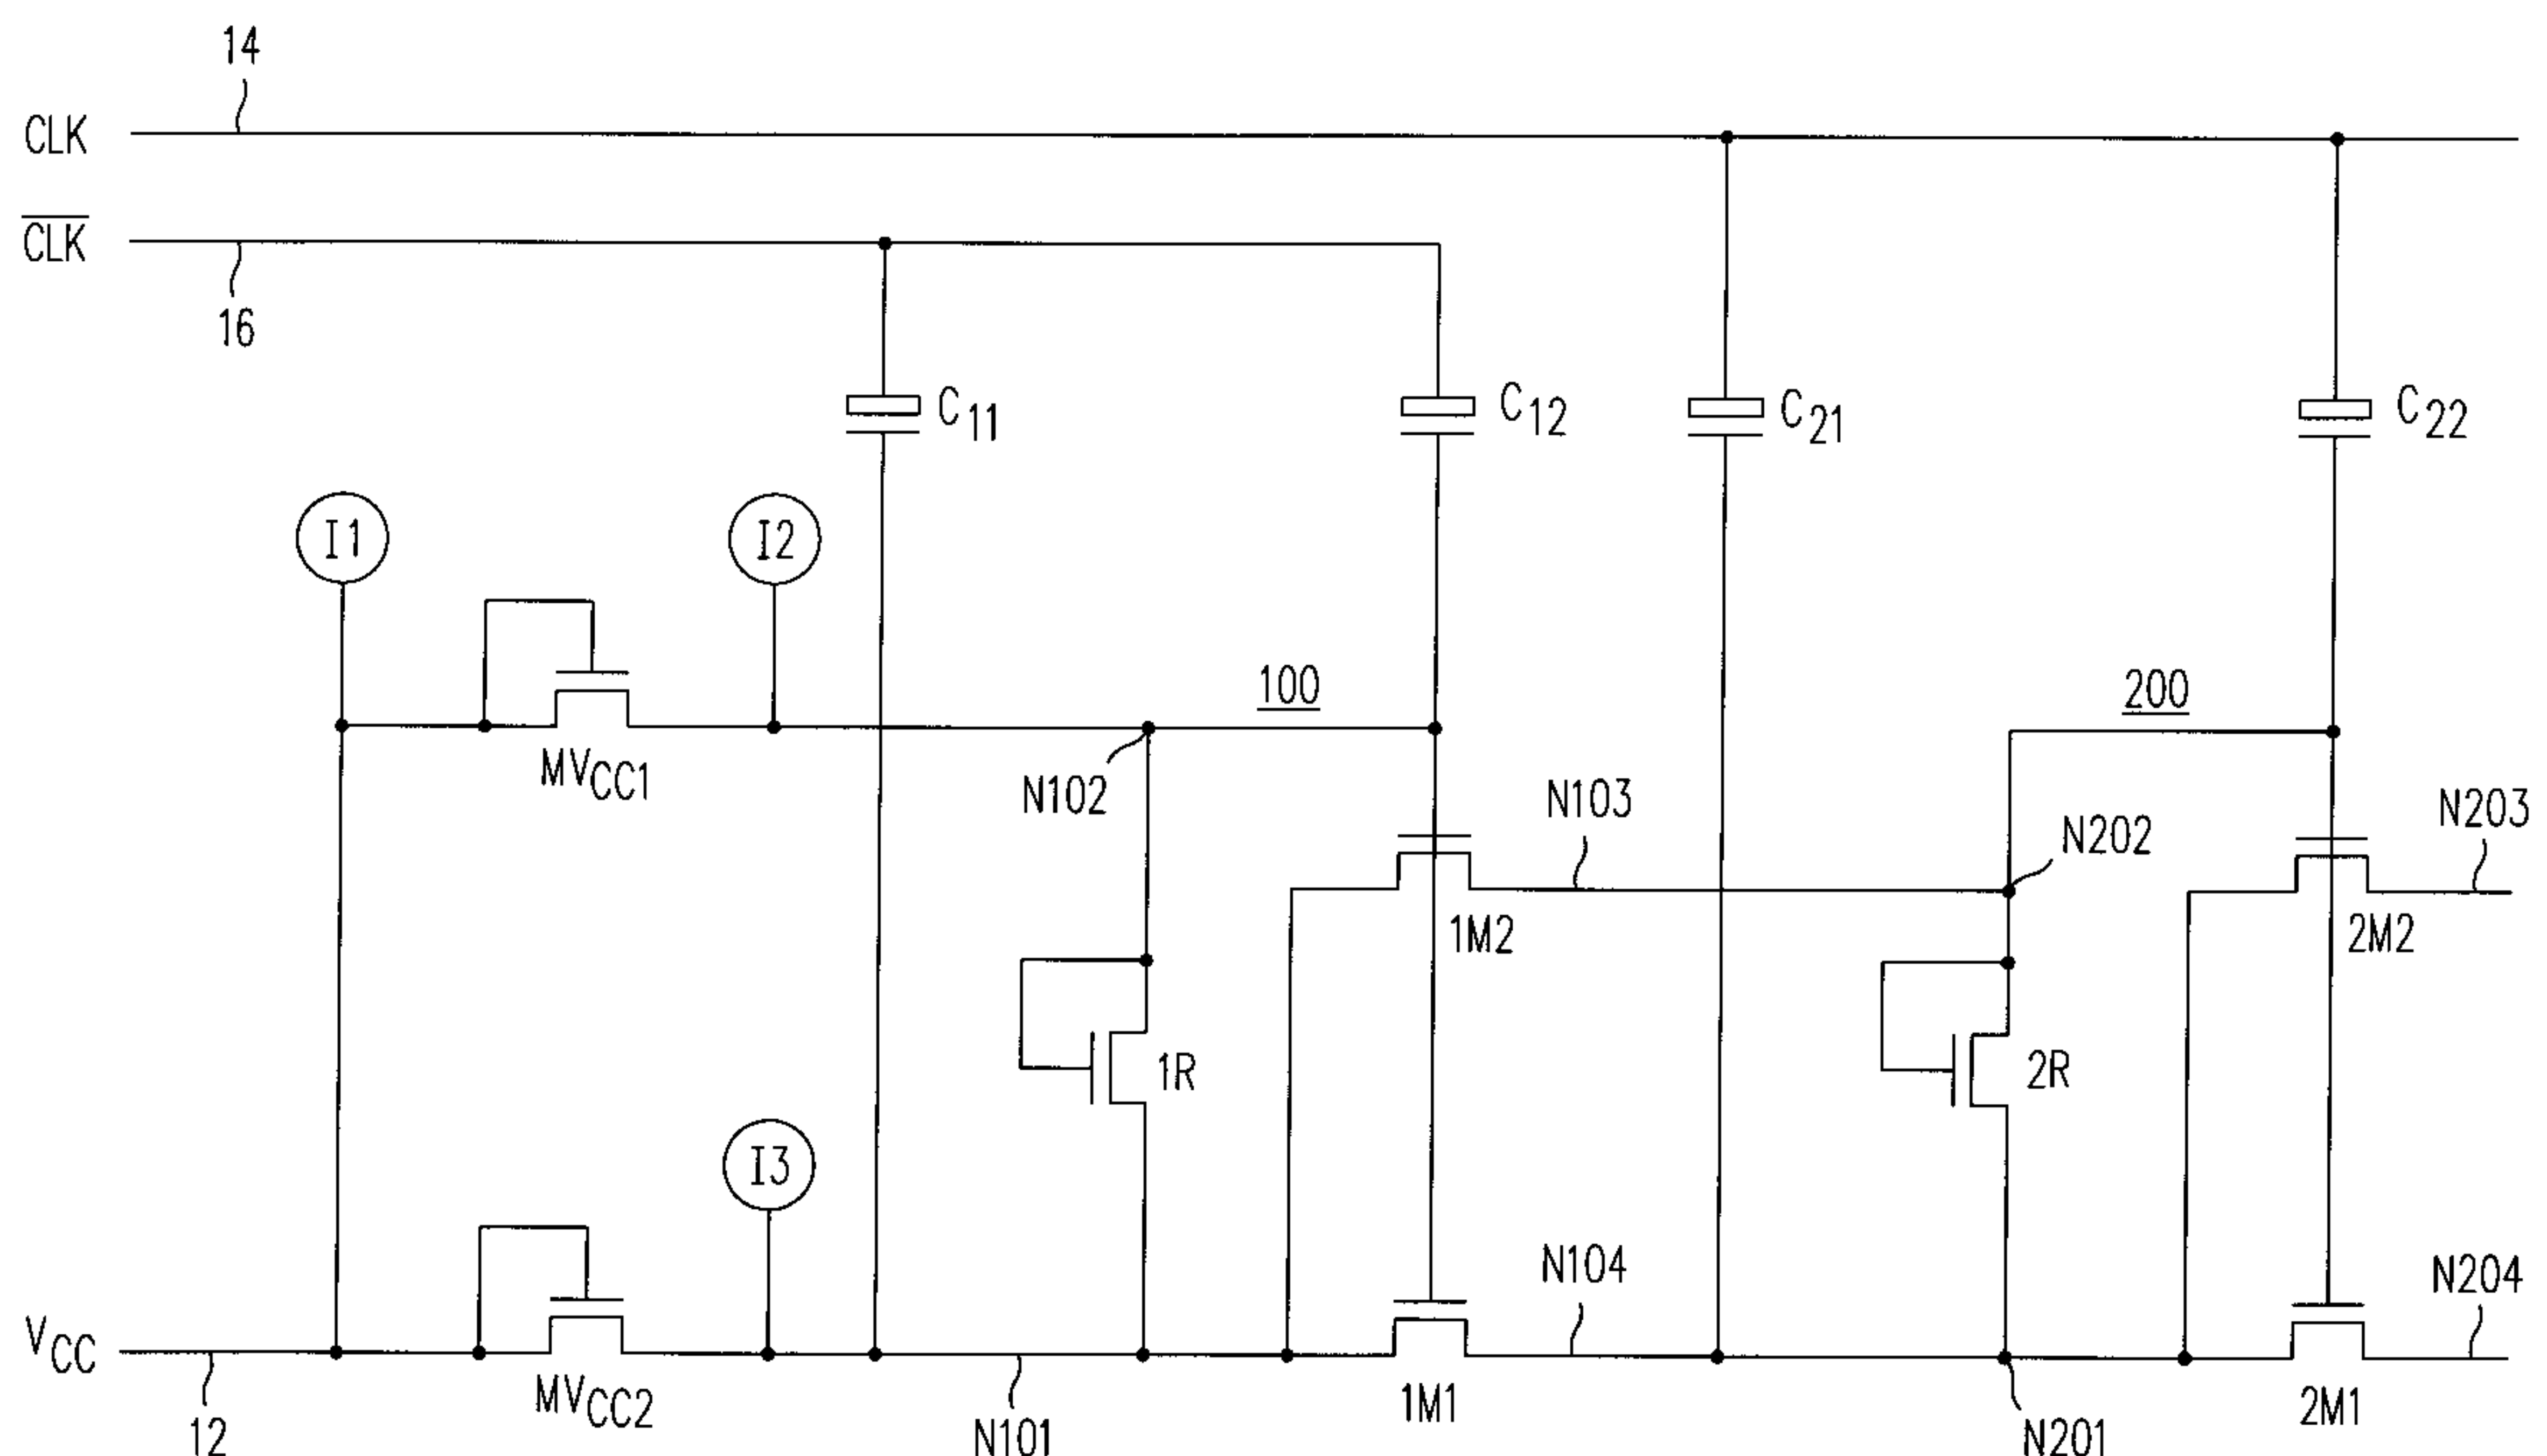 14
CLK
CLK
16
C11
C12
C21
C22
I1
I2
100
200
MVCC1
N102
N103
N202
N203
1M2
2M2
1R
2R
I3
N104
N204
VCC
MVCC2
1M1
2M1
12
N101
N201